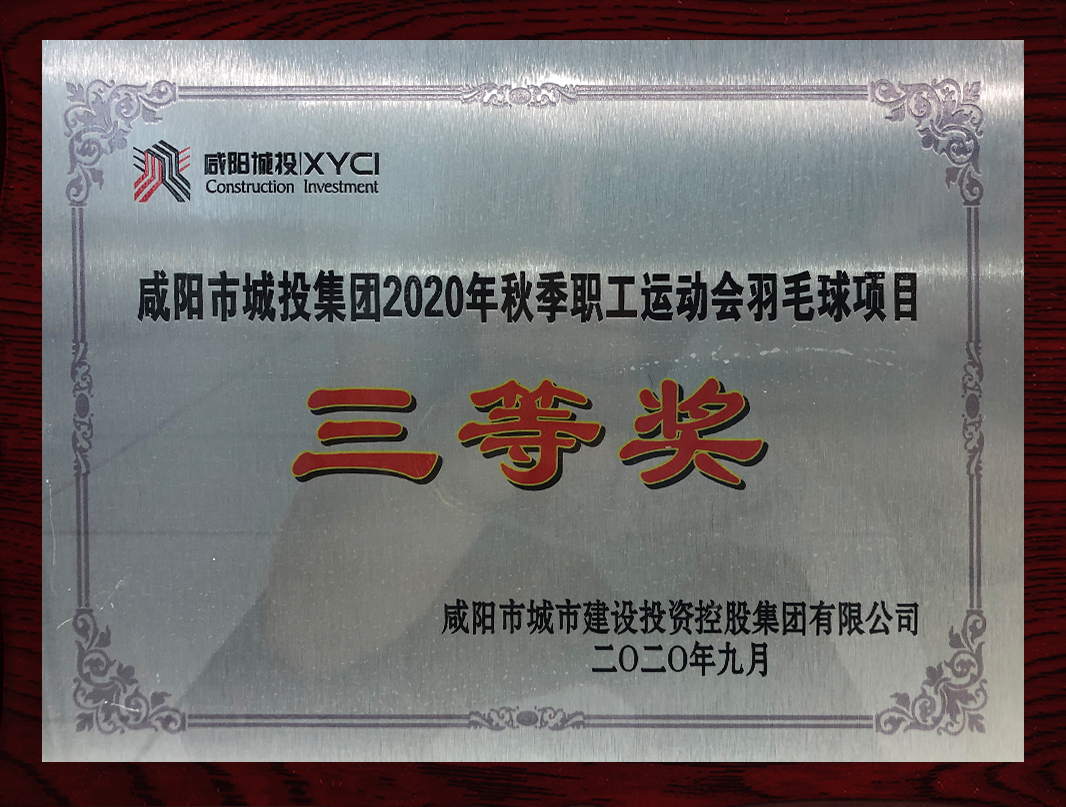 咸阳城投|XYCI
Construction Investment
咸阳市城投集团2020年秋季职工运动会羽毛球项目
三等奖
咸阳市城市建设投资控股集团有限公司
二〇二〇年九月